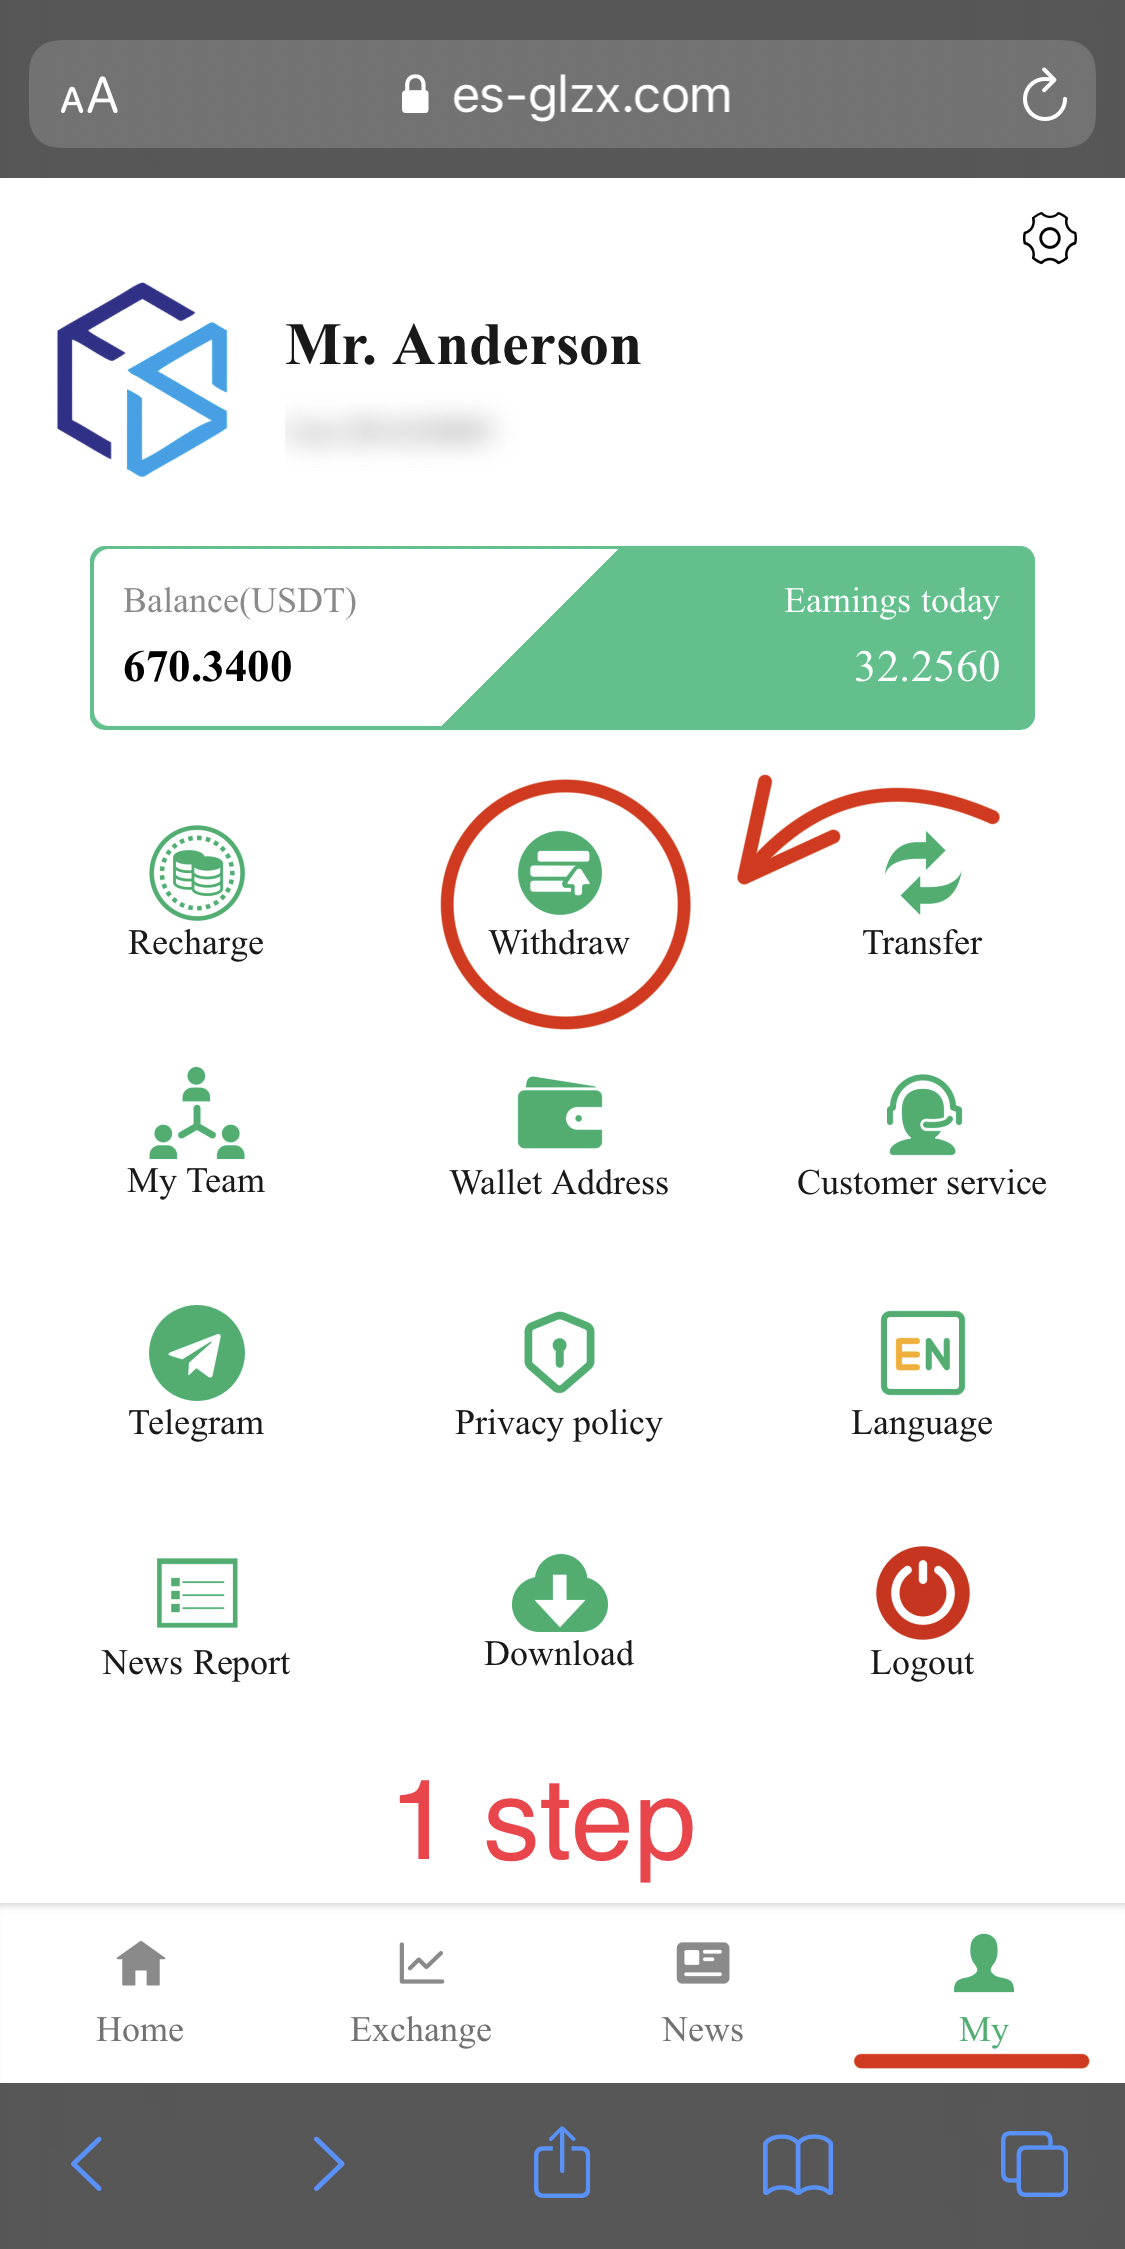 AA es-glzx.com
Mr. Anderson
Balance(USDT) Earnings today
670.3400 32.2560
Recharge Withdraw Transfer
My Team Wallet Address Customer service
EN
Telegram Privacy policy Language
News Report Download Logout
1 step
Home Exchange News My